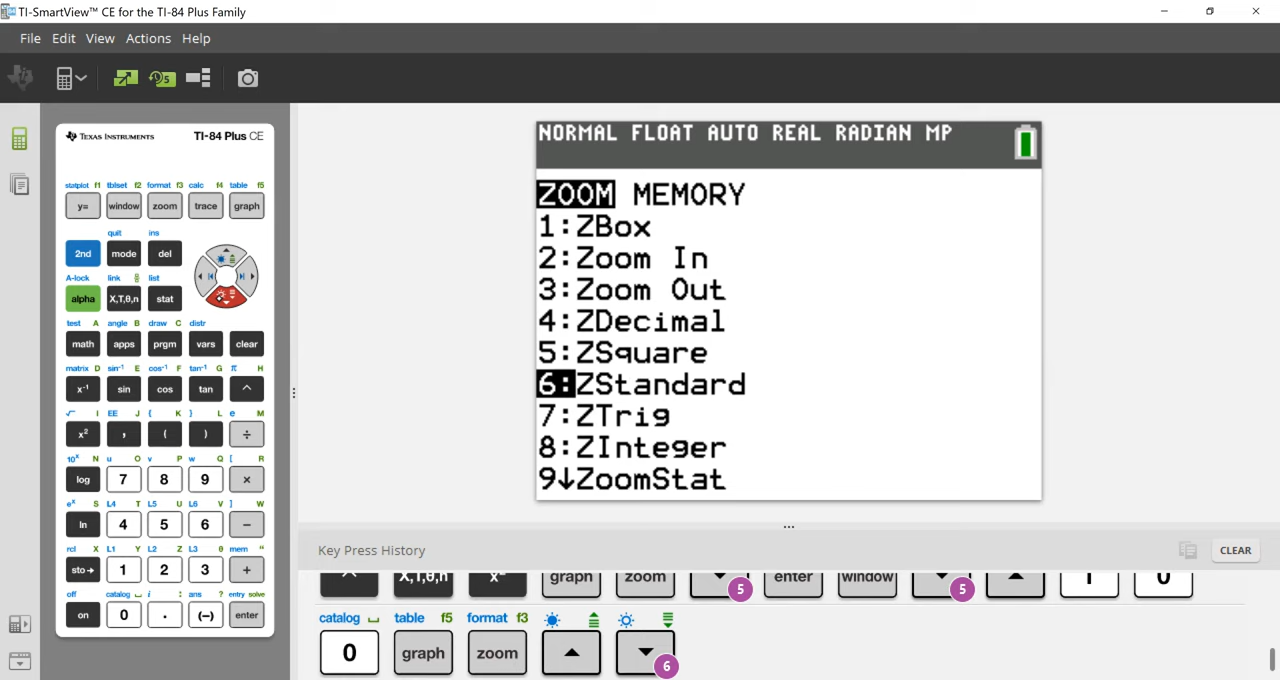 TI-SmartView™ CE for the TI-84 Plus Family
File Edit View Actions Help
5
TEXAS INSTRUMENTS TI-84 Plus CE
statplot f1 tblset f2 format f3 calc f4 table f5
y= window zoom trace graph
quit ins
2nd mode del
A-lock link list
alpha X,T,θ,n stat
test A angle B draw C distr
math apps prgm vars clear
matrix D sin⁻¹ E cos⁻¹ F tan⁻¹ G π H
x⁻¹ sin cos tan ^
√ I EE J { K } L e M
x² , ( ) ÷
10ˣ N u O v P w Q [ R
log 7 8 9 ×
eˣ S L4 T L5 U L6 V ] W
ln 4 5 6 −
rcl X L1 Y L2 Z L3 θ mem "
sto→ 1 2 3 +
off catalog i : ans ? entry solve
on 0 . (−) enter
NORMAL FLOAT AUTO REAL RADIAN MP
ZOOM MEMORY
1:ZBox
2:Zoom In
3:Zoom Out
4:ZDecimal
5:ZSquare
6:ZStandard
7:ZTrig
8:ZInteger
9↓ZoomStat
Key Press History CLEAR
^ X,T,θ,n graph zoom 5 enter window 5 1 0
catalog table f5 format f3
0 graph zoom 6